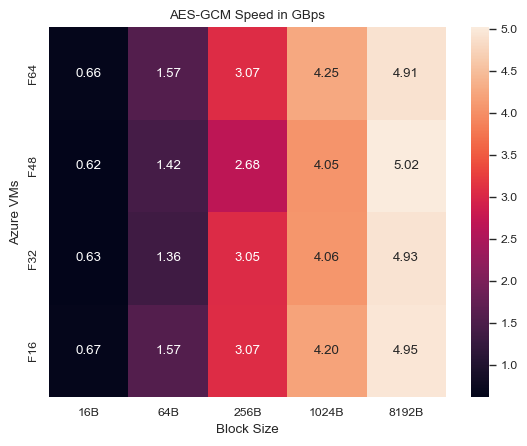 AES-GCM Speed in GBps
Azure VMs
F64
0.66 1.57 3.07 4.25 4.91
F48
0.62 1.42 2.68 4.05 5.02
F32
0.63 1.36 3.05 4.06 4.93
F16
0.67 1.57 3.07 4.20 4.95
16B 64B 256B 1024B 8192B
Block Size
5.0
4.5
4.0
3.5
3.0
2.5
2.0
1.5
1.0